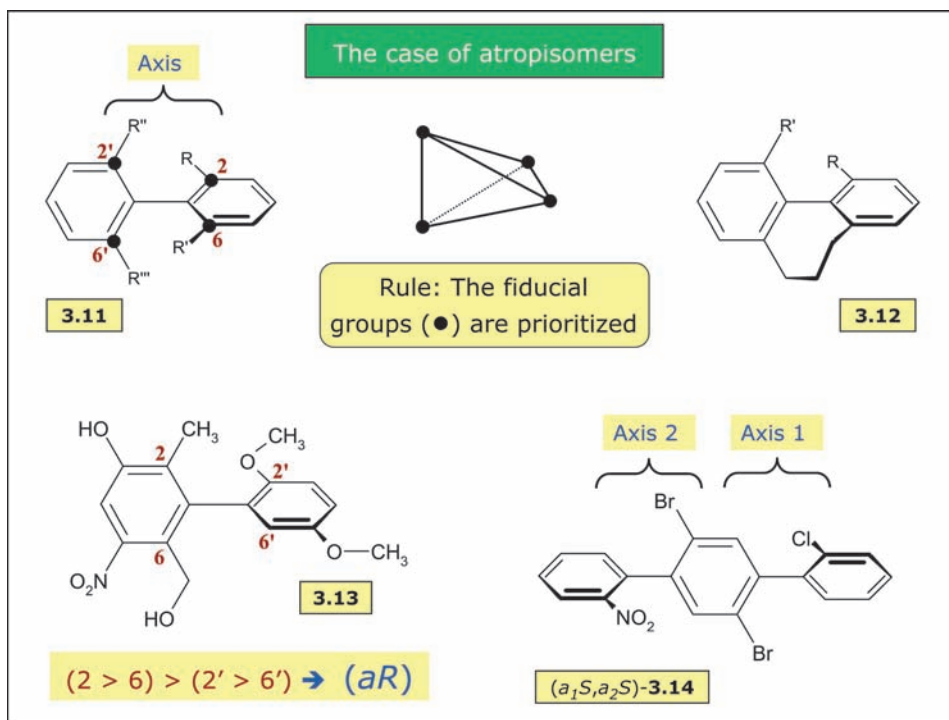 The case of atropisomers
Axis
R"
2'
R
2
6'
R'
6
R'"
3.11
Rule: The fiducial
groups (●) are prioritized
R'
R
3.12
HO
CH₃
2
O
CH₃
2'
6'
6
O₂N
O
CH₃
HO
3.13
(2 > 6) > (2' > 6') ➔ (aR)
Axis 2
Axis 1
Br
Cl
NO₂
Br
(a₁S,a₂S)-3.14